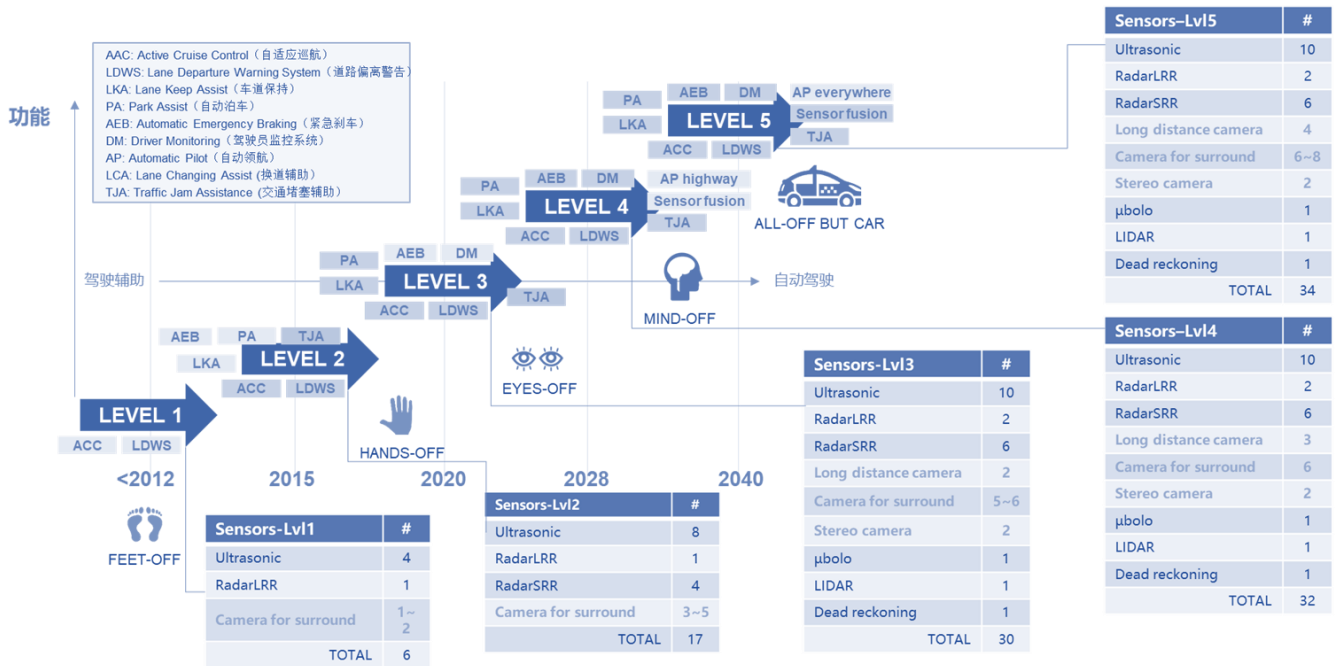 功能
AAC: Active Cruise Control（自适应巡航）
LDWS: Lane Departure Warning System（道路偏离警告）
LKA: Lane Keep Assist（车道保持）
PA: Park Assist（自动泊车）
AEB: Automatic Emergency Braking（紧急刹车）
DM: Driver Monitoring（驾驶员监控系统）
AP: Automatic Pilot（自动领航）
LCA: Lane Changing Assist (换道辅助）
TJA: Traffic Jam Assistance (交通堵塞辅助）
驾驶辅助
自动驾驶
LEVEL 1
ACC LDWS
FEET-OFF
AEB PA TJA
LKA
LEVEL 2
ACC LDWS
HANDS-OFF
PA AEB DM
LKA
LEVEL 3
TJA
ACC LDWS
EYES-OFF
PA AEB DM AP highway
LKA
LEVEL 4
Sensor fusion
TJA
ACC LDWS
MIND-OFF
PA AEB DM AP everywhere
LKA
LEVEL 5
Sensor fusion
TJA
ACC LDWS
ALL-OFF BUT CAR
<2012 2015 2020 2028 2040
Sensors-Lvl1 #
Ultrasonic 4
RadarLRR 1
Camera for surround 1~
2
TOTAL 6
Sensors-Lvl2 #
Ultrasonic 8
RadarLRR 1
RadarSRR 4
Camera for surround 3~5
TOTAL 17
Sensors-Lvl3 #
Ultrasonic 10
RadarLRR 2
RadarSRR 6
Long distance camera 2
Camera for surround 5~6
Stereo camera 2
μbolo 1
LIDAR 1
Dead reckoning 1
TOTAL 30
Sensors–Lvl4 #
Ultrasonic 10
RadarLRR 2
RadarSRR 6
Long distance camera 3
Camera for surround 6
Stereo camera 2
μbolo 1
LIDAR 1
Dead reckoning 1
TOTAL 32
Sensors–Lvl5 #
Ultrasonic 10
RadarLRR 2
RadarSRR 6
Long distance camera 4
Camera for surround 6~8
Stereo camera 2
μbolo 1
LIDAR 1
Dead reckoning 1
TOTAL 34